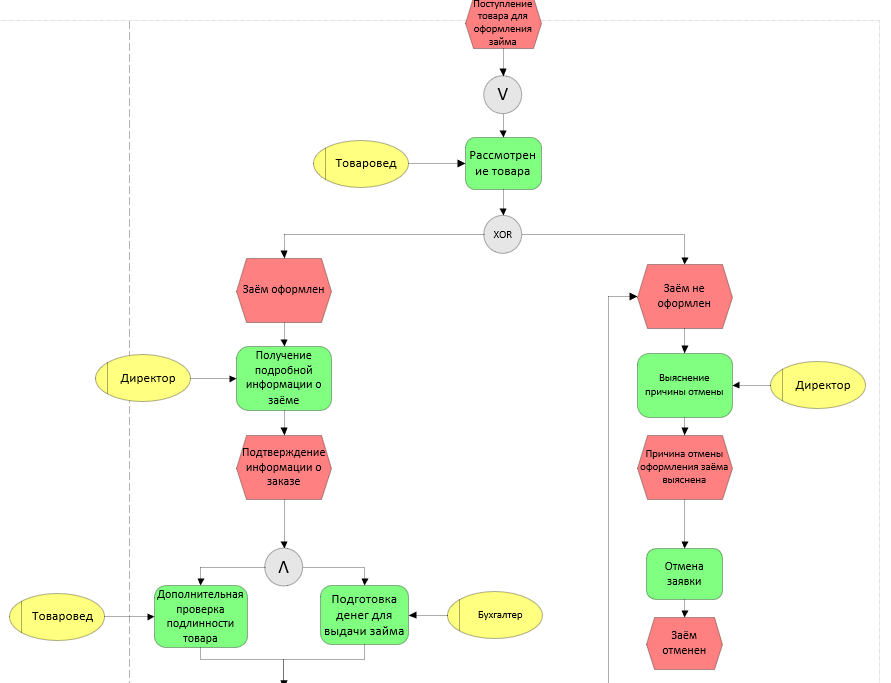 Поступление
товара для
оформления
займа
V
Товаровед
Рассмотрен
ие товара
XOR
Заём оформлен
Заём не
оформлен
Директор
Получение
подробной
информации о
заёме
Выяснение
причины отмены
Директор
Подтверждение
информации о
заказе
Причина отмены
оформления заёма
выяснена
Λ
Отмена
заявки
Товаровед
Дополнительная
проверка
подлинности
товара
Подготовка
денег для
выдачи займа
Бухгалтер
Заём
отменен